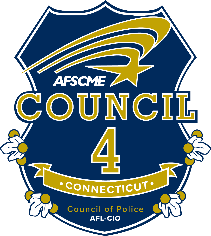 AFSCME
COUNCIL
4
• CONNECTICUT •
Council of Police
AFL-CIO